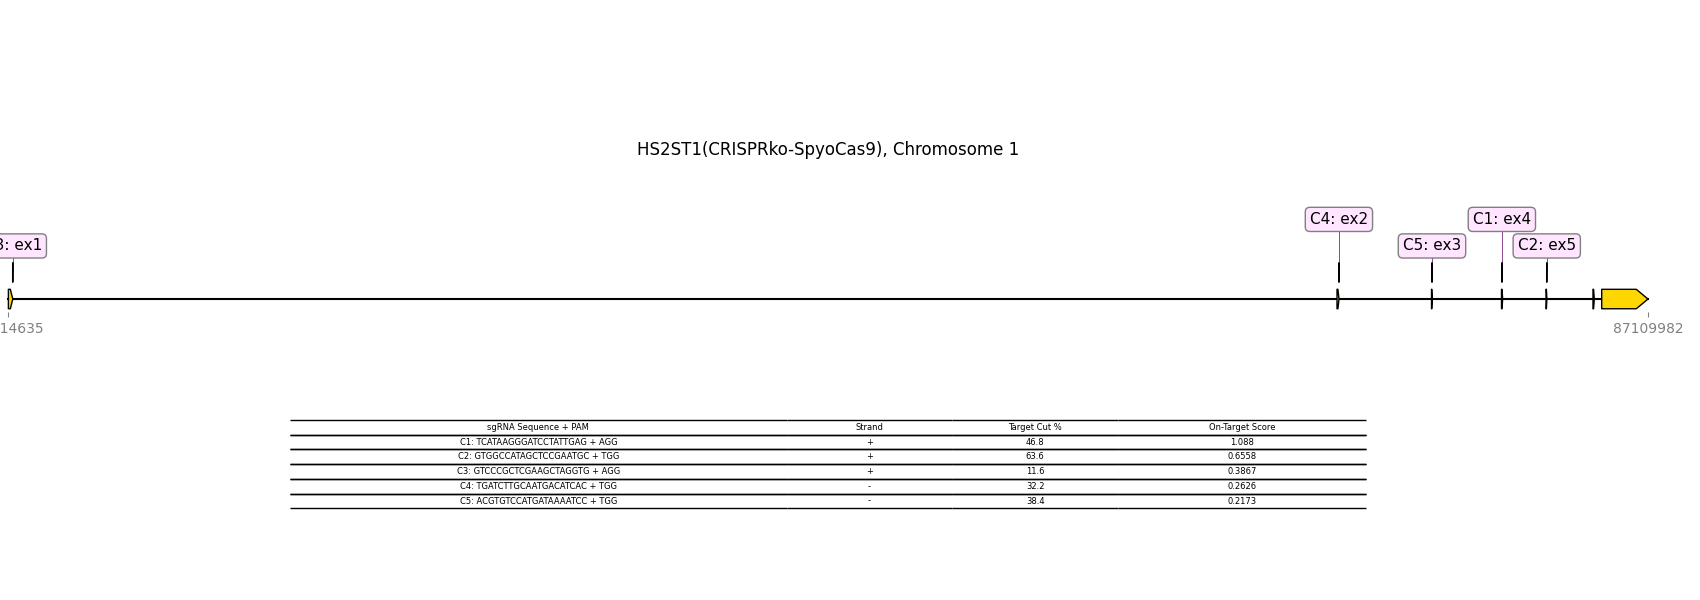 HS2ST1(CRISPRko-SpyoCas9), Chromosome 1
C4: ex2 C1: ex4
3: ex1 C5: ex3 C2: ex5
14635 87109982
sgRNA Sequence + PAM Strand Target Cut % On-Target Score
C1: TCATAAGGGATCCTATTGAG + AGG + 46.8 1.088
C2: GTGGCCATAGCTCCGAATGC + TGG + 63.6 0.6558
C3: GTCCCGCTCGAAGCTAGGTG + AGG + 11.6 0.3867
C4: TGATCTTGCAATGACATCAC + TGG - 32.2 0.2626
C5: ACGTGTCCATGATAAAATCC + TGG - 38.4 0.2173